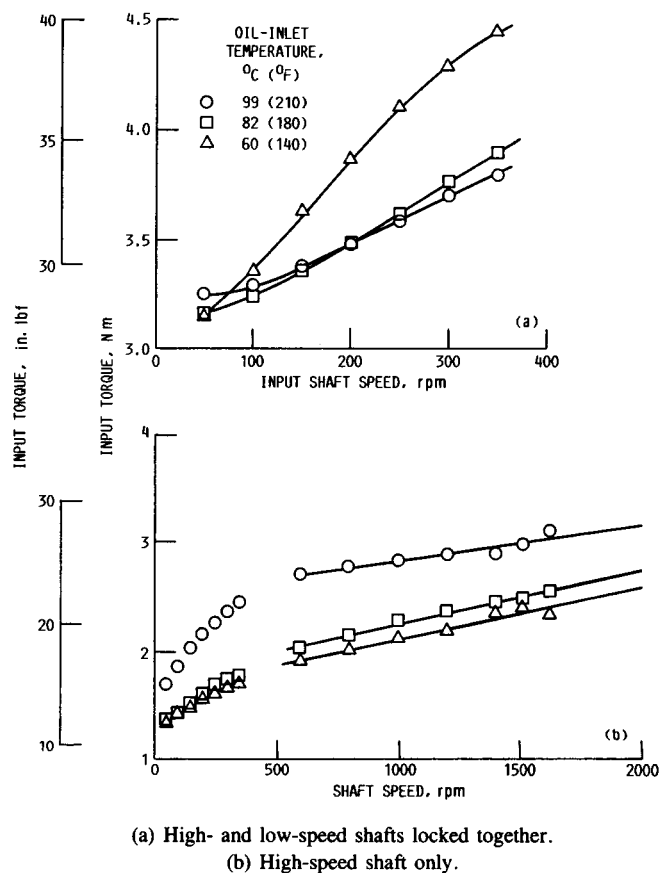 40
35
30
INPUT TORQUE, in.lbf
4.5
4.0
3.5
3.0
INPUT TORQUE, Nm
OIL-INLET
TEMPERATURE,
ºC (ºF)
99 (210)
82 (180)
60 (140)
(a)
0 100 200 300 400
INPUT SHAFT SPEED, rpm
30
20
10
4
3
2
1
(b)
0 500 1000 1500 2000
SHAFT SPEED, rpm
(a) High- and low-speed shafts locked together.
(b) High-speed shaft only.